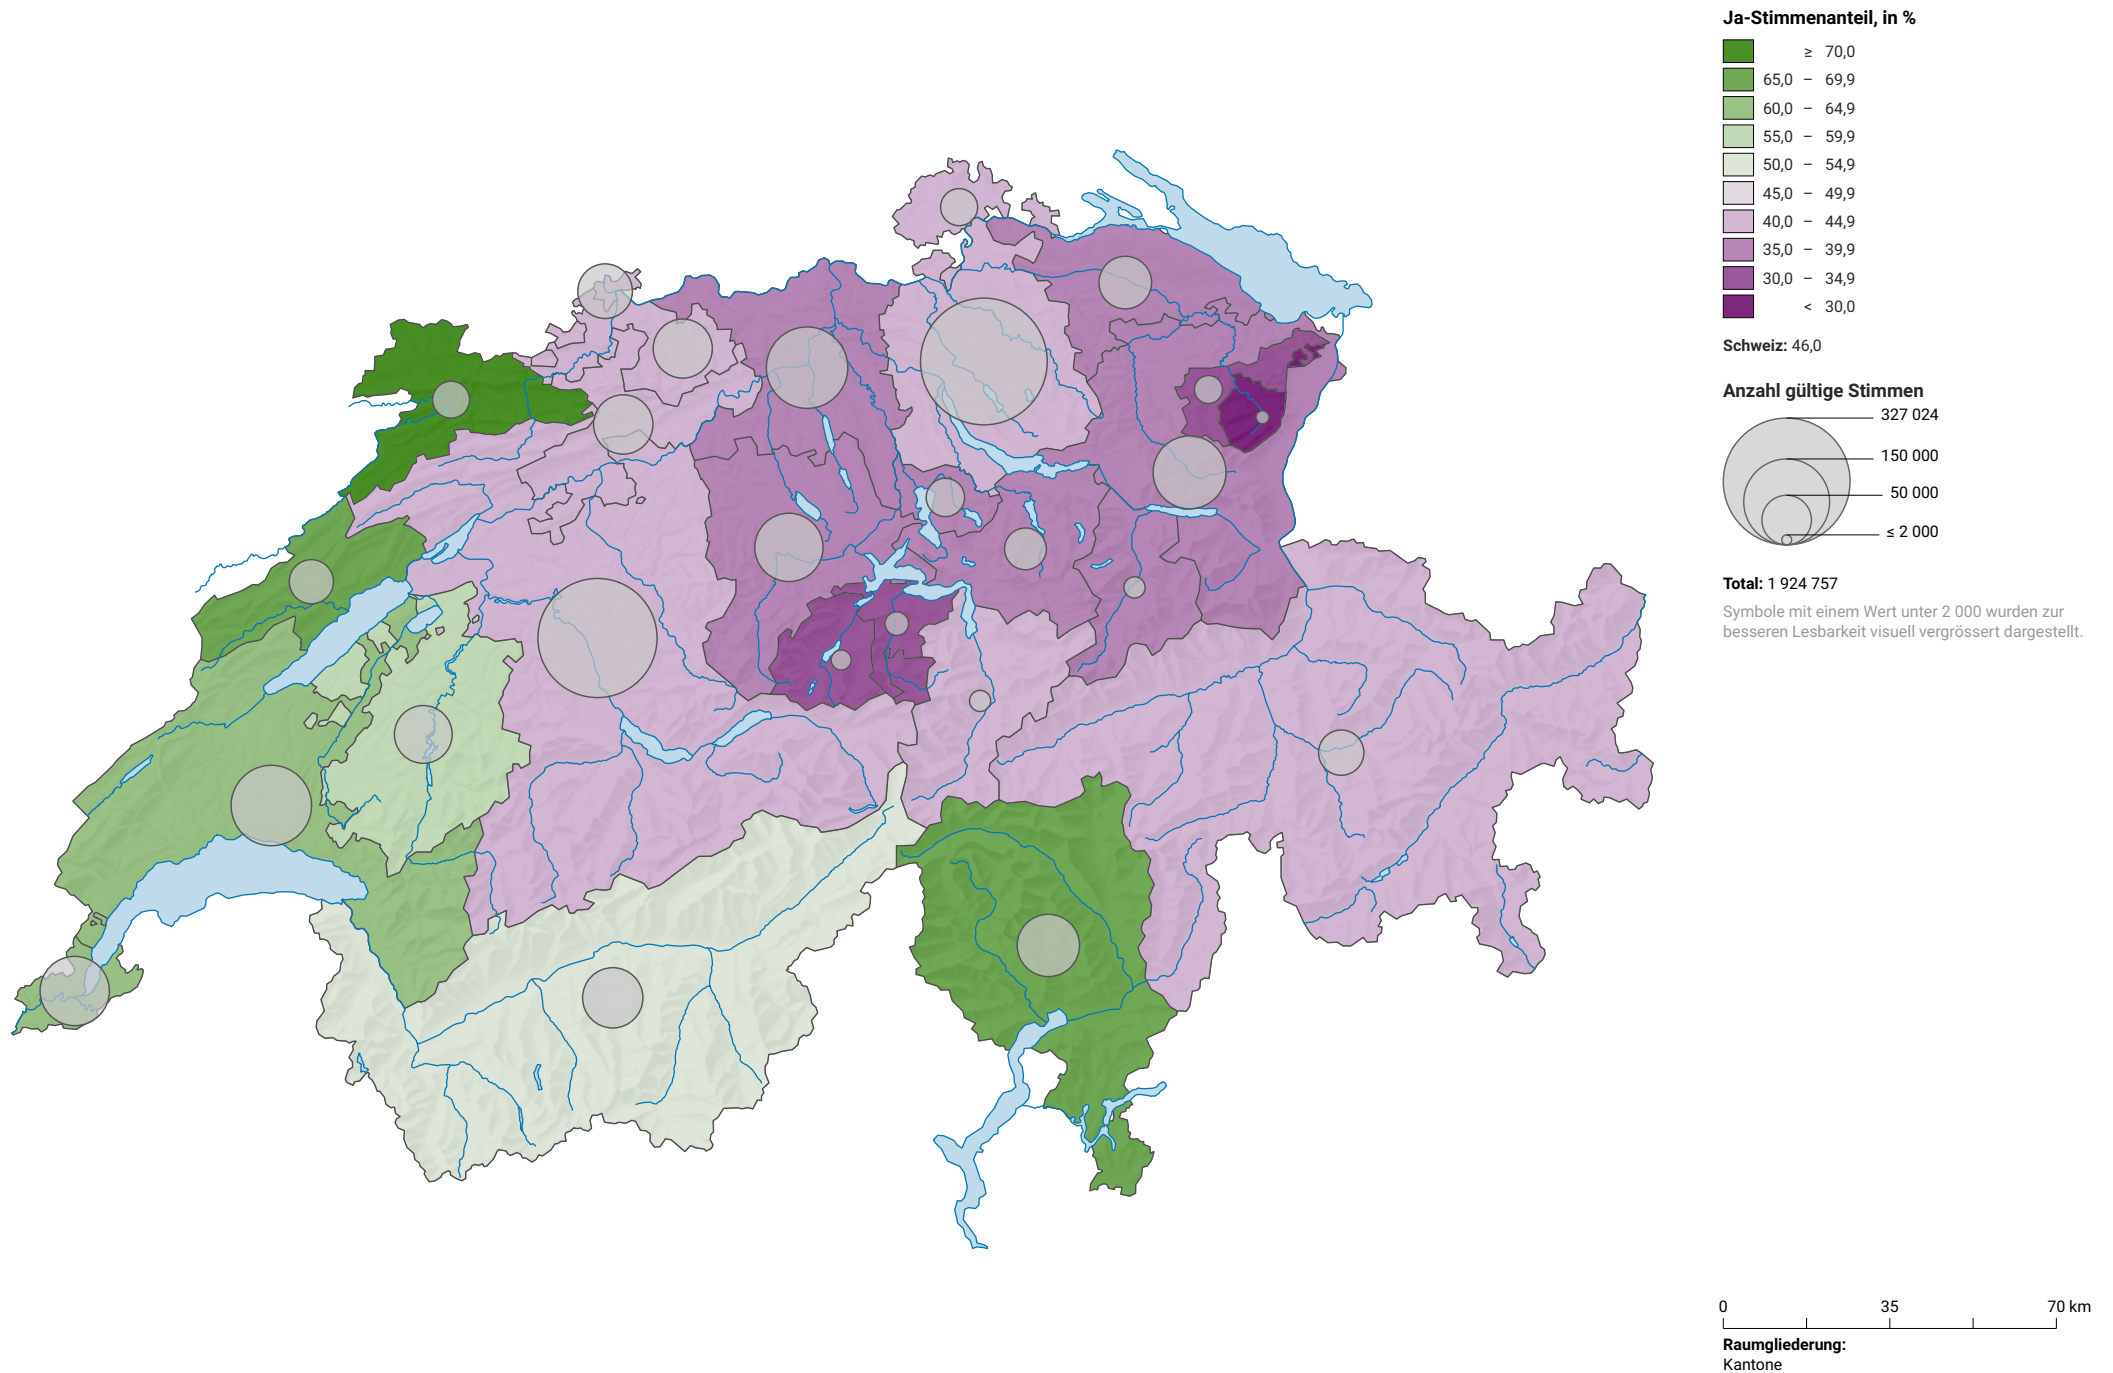 Ja-Stimmenanteil, in %
≥ 70,0
65,0 – 69,9
60,0 – 64,9
55,0 – 59,9
50,0 – 54,9
45,0 – 49,9
40,0 – 44,9
35,0 – 39,9
30,0 – 34,9
< 30,0
Schweiz: 46,0
Anzahl gültige Stimmen
327 024
150 000
50 000
≤ 2 000
Total: 1 924 757
Symbole mit einem Wert unter 2 000 wurden zur
besseren Lesbarkeit visuell vergrössert dargestellt.
0 35 70 km
Raumgliederung:
Kantone